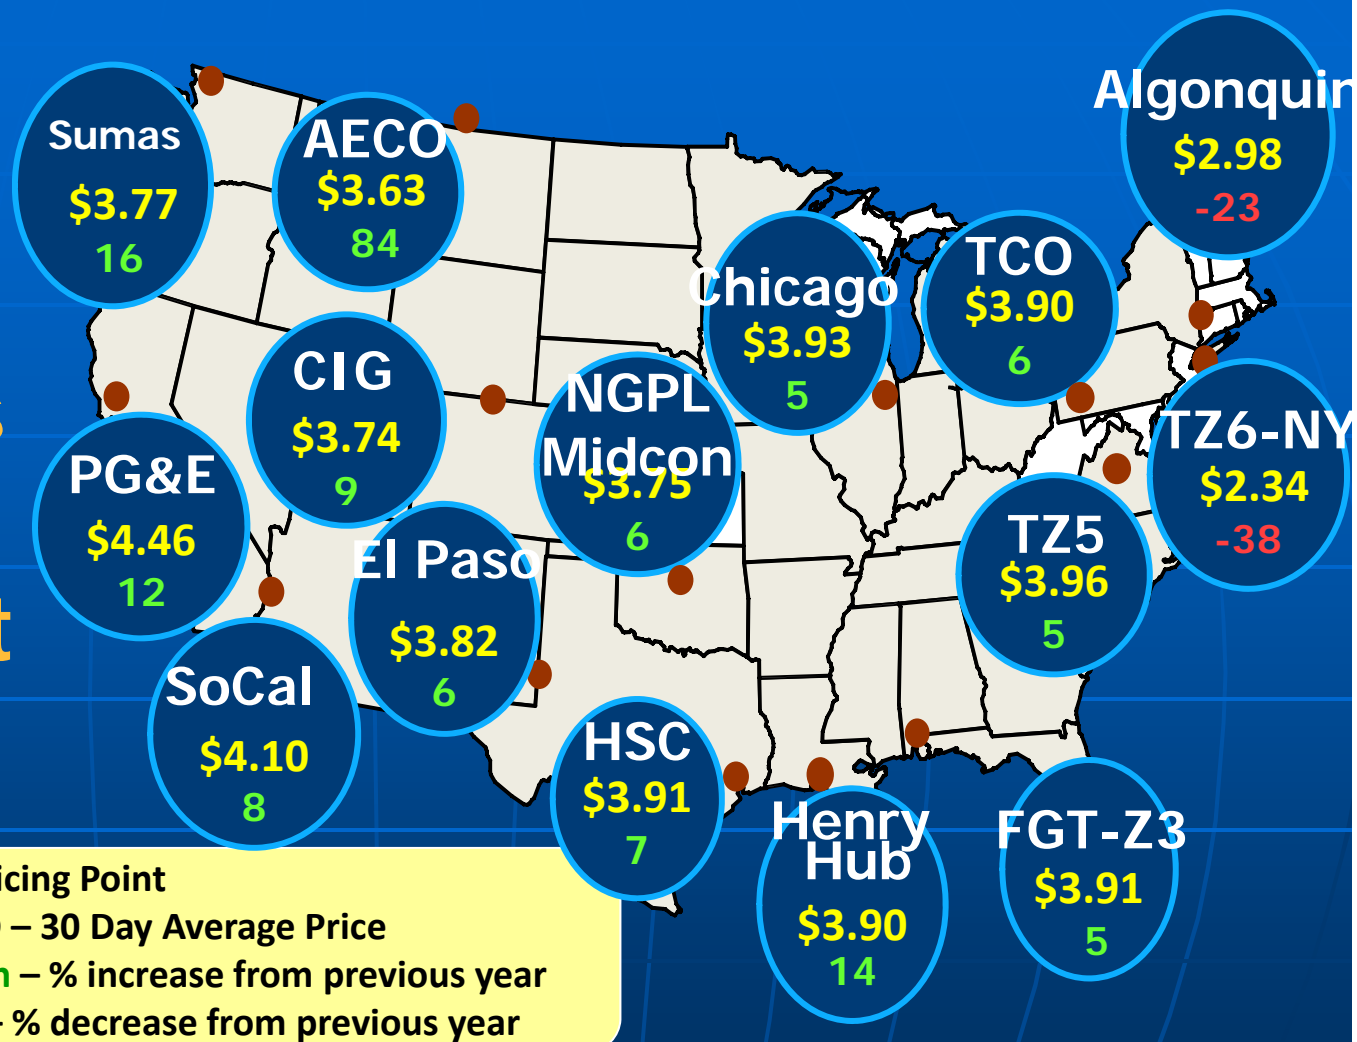 Algonquin
$2.98
-23
Sumas
$3.77
16
AECO
$3.63
84
Chicago
$3.93
5
TCO
$3.90
6
CIG
$3.74
9
NGPL
Midcon
$3.75
6
TZ6-NY
$2.34
-38
PG&E
$4.46
12
El Paso
$3.82
6
TZ5
$3.96
5
SoCal
$4.10
8
HSC
$3.91
7
Henry
Hub
$3.90
14
FGT-Z3
$3.91
5
icing Point
– 30 Day Average Price
n – % increase from previous year
- % decrease from previous year